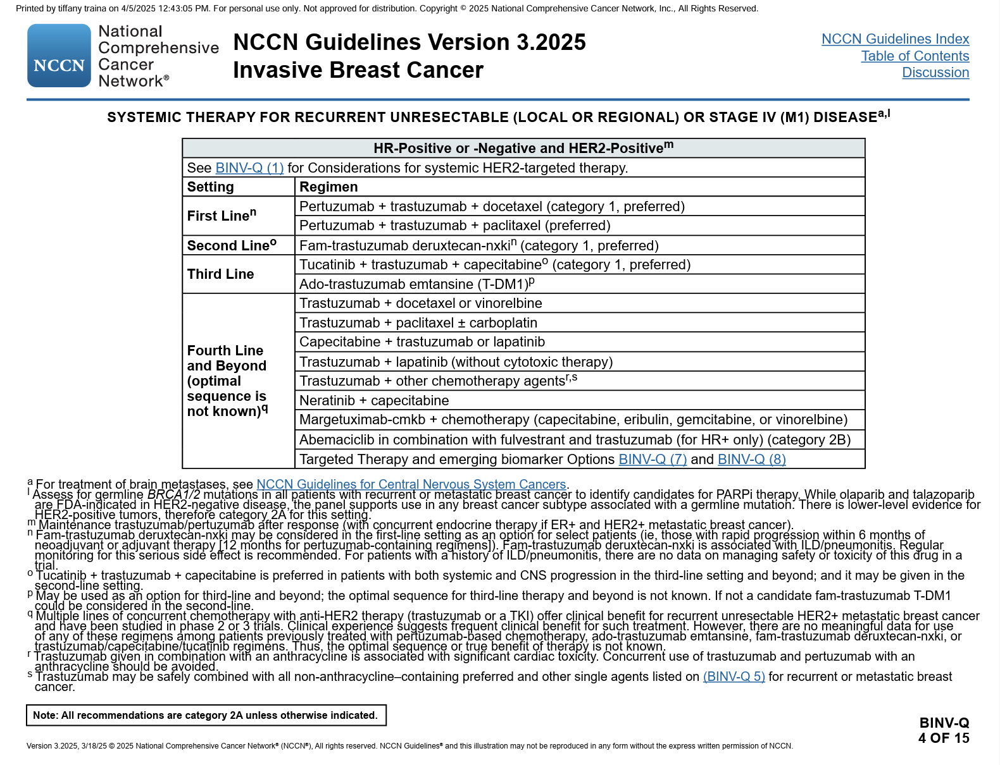 Printed by tiffany traina on 4/5/2025 12:43:05 PM. For personal use only. Not approved for distribution. Copyright © 2025 National Comprehensive Cancer Network, Inc., All Rights Reserved.
NCCN
National
Comprehensive
Cancer
Network®
NCCN Guidelines Version 3.2025
Invasive Breast Cancer
NCCN Guidelines Index
Table of Contents
Discussion
SYSTEMIC THERAPY FOR RECURRENT UNRESECTABLE (LOCAL OR REGIONAL) OR STAGE IV (M1) DISEASEa,l
HR-Positive or -Negative and HER2-Positivem
See BINV-Q (1) for Considerations for systemic HER2-targeted therapy.
Setting Regimen
First Linen
Pertuzumab + trastuzumab + docetaxel (category 1, preferred)
Pertuzumab + trastuzumab + paclitaxel (preferred)
Second Lineo Fam-trastuzumab deruxtecan-nxkin (category 1, preferred)
Third Line
Tucatinib + trastuzumab + capecitabineo (category 1, preferred)
Ado-trastuzumab emtansine (T-DM1)p
Fourth Line
and Beyond
(optimal
sequence is
not known)q
Trastuzumab + docetaxel or vinorelbine
Trastuzumab + paclitaxel ± carboplatin
Capecitabine + trastuzumab or lapatinib
Trastuzumab + lapatinib (without cytotoxic therapy)
Trastuzumab + other chemotherapy agentsr,s
Neratinib + capecitabine
Margetuximab-cmkb + chemotherapy (capecitabine, eribulin, gemcitabine, or vinorelbine)
Abemaciclib in combination with fulvestrant and trastuzumab (for HR+ only) (category 2B)
Targeted Therapy and emerging biomarker Options BINV-Q (7) and BINV-Q (8)
a For treatment of brain metastases, see NCCN Guidelines for Central Nervous System Cancers.
l Assess for germline BRCA1/2 mutations in all patients with recurrent or metastatic breast cancer to identify candidates for PARPi therapy. While olaparib and talazoparib
are FDA-indicated in HER2-negative disease, the panel supports use in any breast cancer subtype associated with a germline mutation. There is lower-level evidence for
HER2-positive tumors, therefore category 2A for this setting.
m Maintenance trastuzumab/pertuzumab after response (with concurrent endocrine therapy if ER+ and HER2+ metastatic breast cancer).
n Fam-trastuzumab deruxtecan-nxki may be considered in the first-line setting as an option for select patients (ie, those with rapid progression within 6 months of
neoadjuvant or adjuvant therapy [12 months for pertuzumab-containing regimens]). Fam-trastuzumab deruxtecan-nxki is associated with ILD/pneumonitis. Regular
monitoring for this serious side effect is recommended. For patients with a history of ILD/pneumonitis, there are no data on managing safety or toxicity of this drug in a
trial.
o Tucatinib + trastuzumab + capecitabine is preferred in patients with both systemic and CNS progression in the third-line setting and beyond; and it may be given in the
second-line setting.
p May be used as an option for third-line and beyond; the optimal sequence for third-line therapy and beyond is not known. If not a candidate fam-trastuzumab T-DM1
could be considered in the second-line.
q Multiple lines of concurrent chemotherapy with anti-HER2 therapy (trastuzumab or a TKI) offer clinical benefit for recurrent unresectable HER2+ metastatic breast cancer
and have been studied in phase 2 or 3 trials. Clinical experience suggests frequent clinical benefit for such treatment. However, there are no meaningful data for use
of any of these regimens among patients previously treated with pertuzumab-based chemotherapy, ado-trastuzumab emtansine, fam-trastuzumab deruxtecan-nxki, or
trastuzumab/capecitabine/tucatinib regimens. Thus, the optimal sequence or true benefit of therapy is not known.
r Trastuzumab given in combination with an anthracycline is associated with significant cardiac toxicity. Concurrent use of trastuzumab and pertuzumab with an
anthracycline should be avoided.
s Trastuzumab may be safely combined with all non-anthracycline–containing preferred and other single agents listed on (BINV-Q 5) for recurrent or metastatic breast
cancer.
Note: All recommendations are category 2A unless otherwise indicated.
BINV-Q
4 OF 15
Version 3.2025, 3/18/25 © 2025 National Comprehensive Cancer Network® (NCCN®), All rights reserved. NCCN Guidelines® and this illustration may not be reproduced in any form without the express written permission of NCCN.